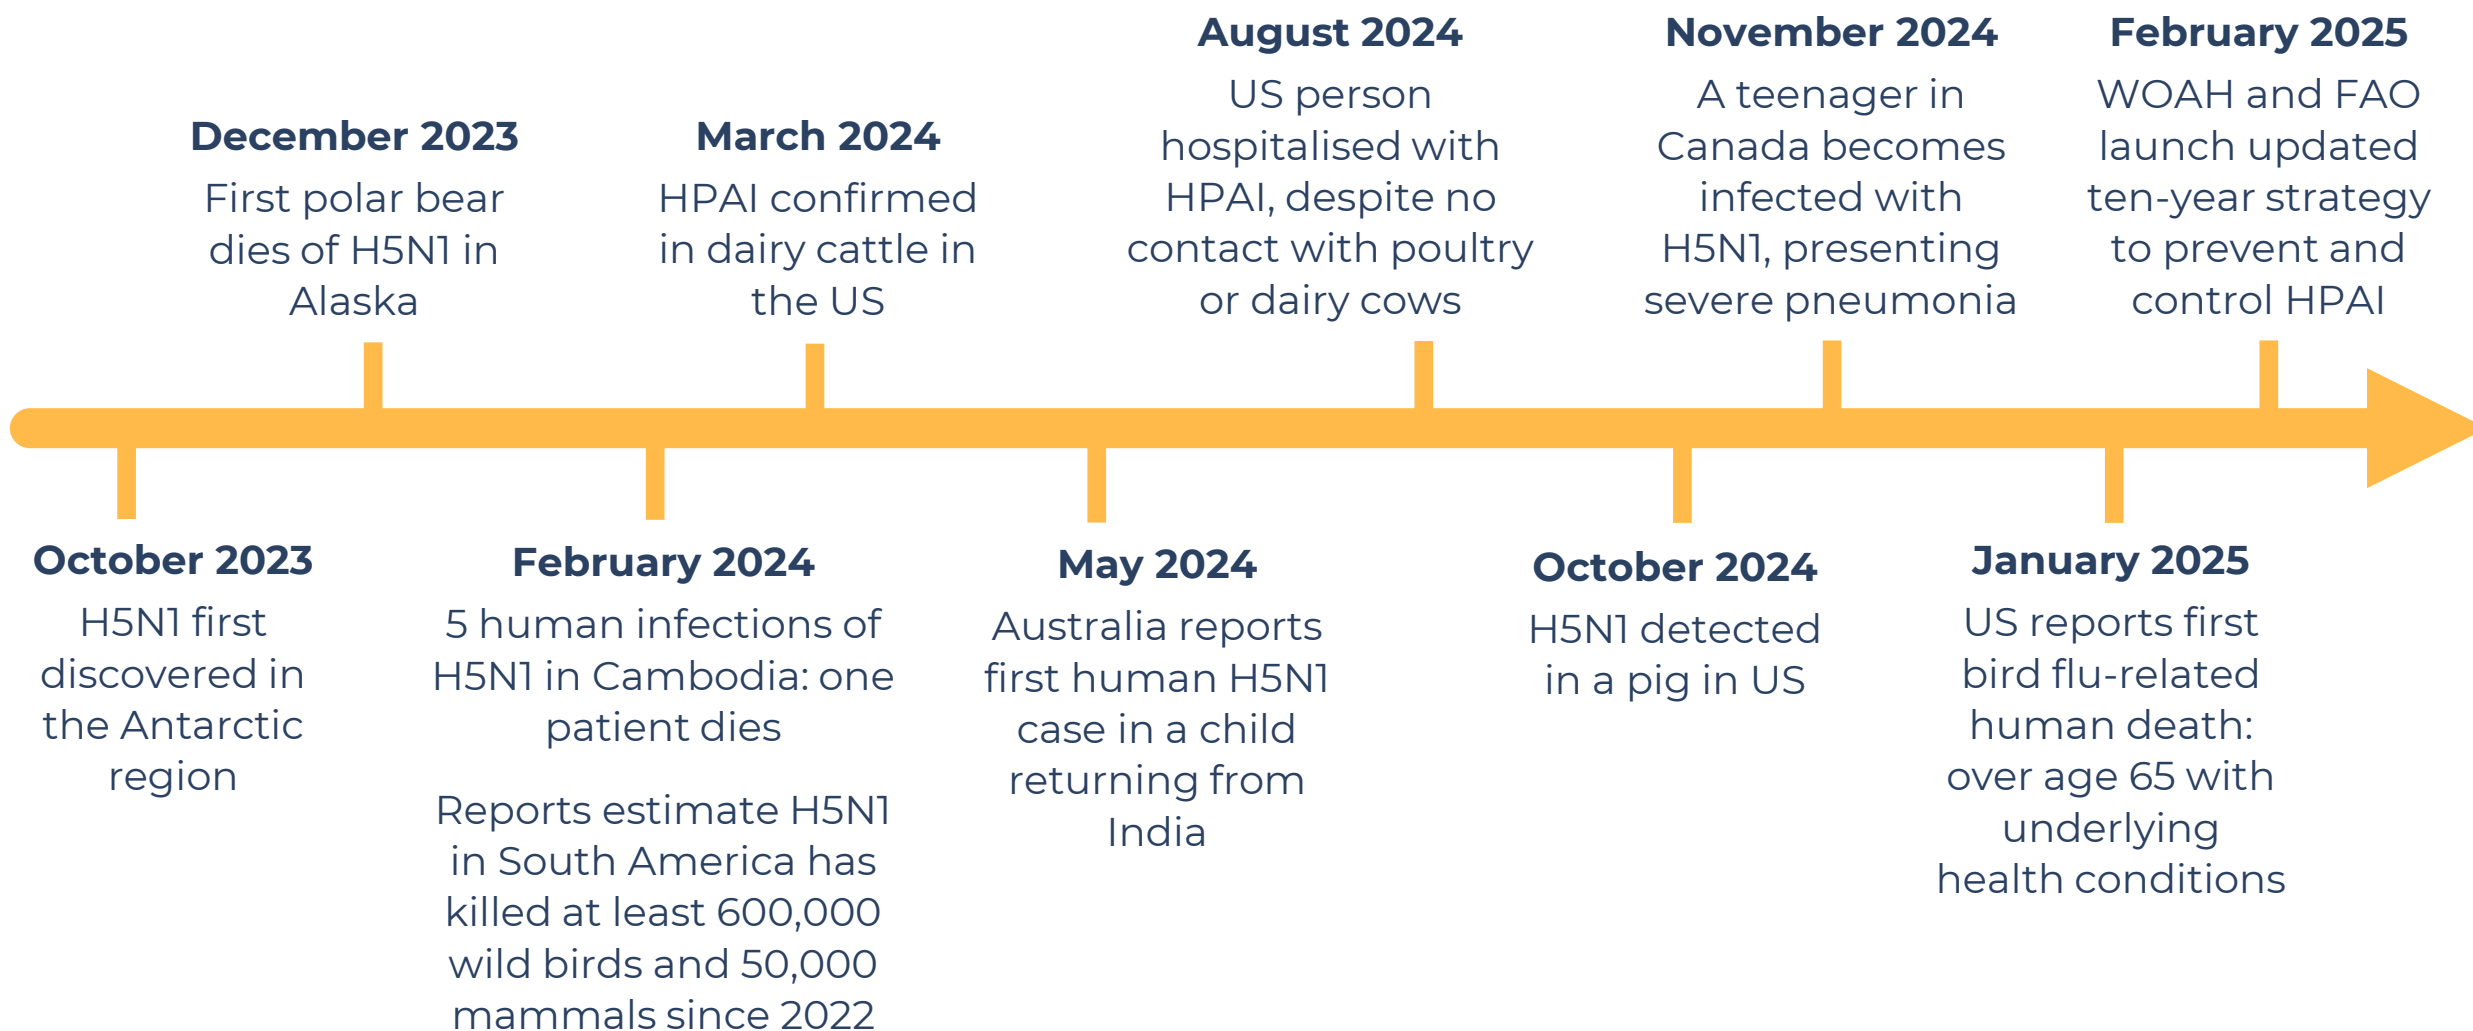 October 2023
H5N1 first
discovered in
the Antarctic
region
December 2023
First polar bear
dies of H5N1 in
Alaska
February 2024
5 human infections of
H5N1 in Cambodia: one
patient dies
Reports estimate H5N1
in South America has
killed at least 600,000
wild birds and 50,000
mammals since 2022
March 2024
HPAI confirmed
in dairy cattle in
the US
May 2024
Australia reports
first human H5N1
case in a child
returning from
India
August 2024
US person
hospitalised with
HPAI, despite no
contact with poultry
or dairy cows
October 2024
H5N1 detected
in a pig in US
November 2024
A teenager in
Canada becomes
infected with
H5N1, presenting
severe pneumonia
January 2025
US reports first
bird flu-related
human death:
over age 65 with
underlying
health conditions
February 2025
WOAH and FAO
launch updated
ten-year strategy
to prevent and
control HPAI